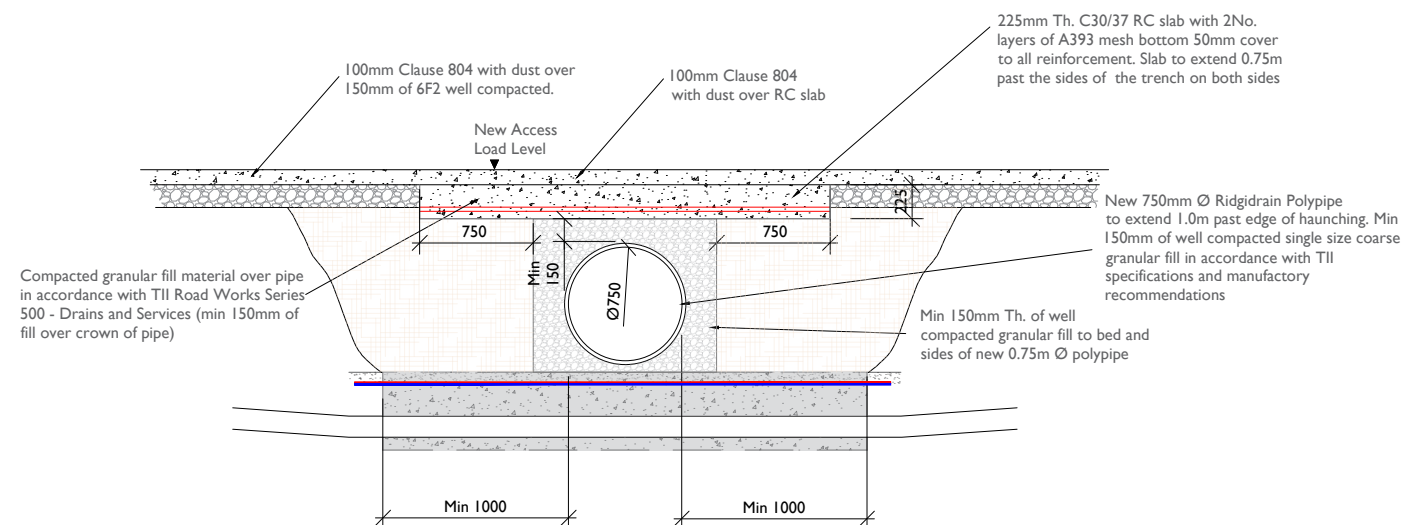 225mm Th. C30/37 RC slab with 2No.
layers of A393 mesh bottom 50mm cover
to all reinforcement. Slab to extend 0.75m
past the sides of the trench on both sides
100mm Clause 804 with dust over
150mm of 6F2 well compacted.
100mm Clause 804
with dust over RC slab
New Access
Load Level
225
New 750mm Ø Ridgidrain Polypipe
to extend 1.0m past edge of haunching. Min
150mm of well compacted single size coarse
granular fill in accordance with TII
specifications and manufactory
recommendations
750
750
Min
150
Ø750
Compacted granular fill material over pipe
in accordance with TII Road Works Series
500 - Drains and Services (min 150mm of
fill over crown of pipe)
Min 150mm Th. of well
compacted granular fill to bed and
sides of new 0.75m Ø polypipe
Min 1000
Min 1000